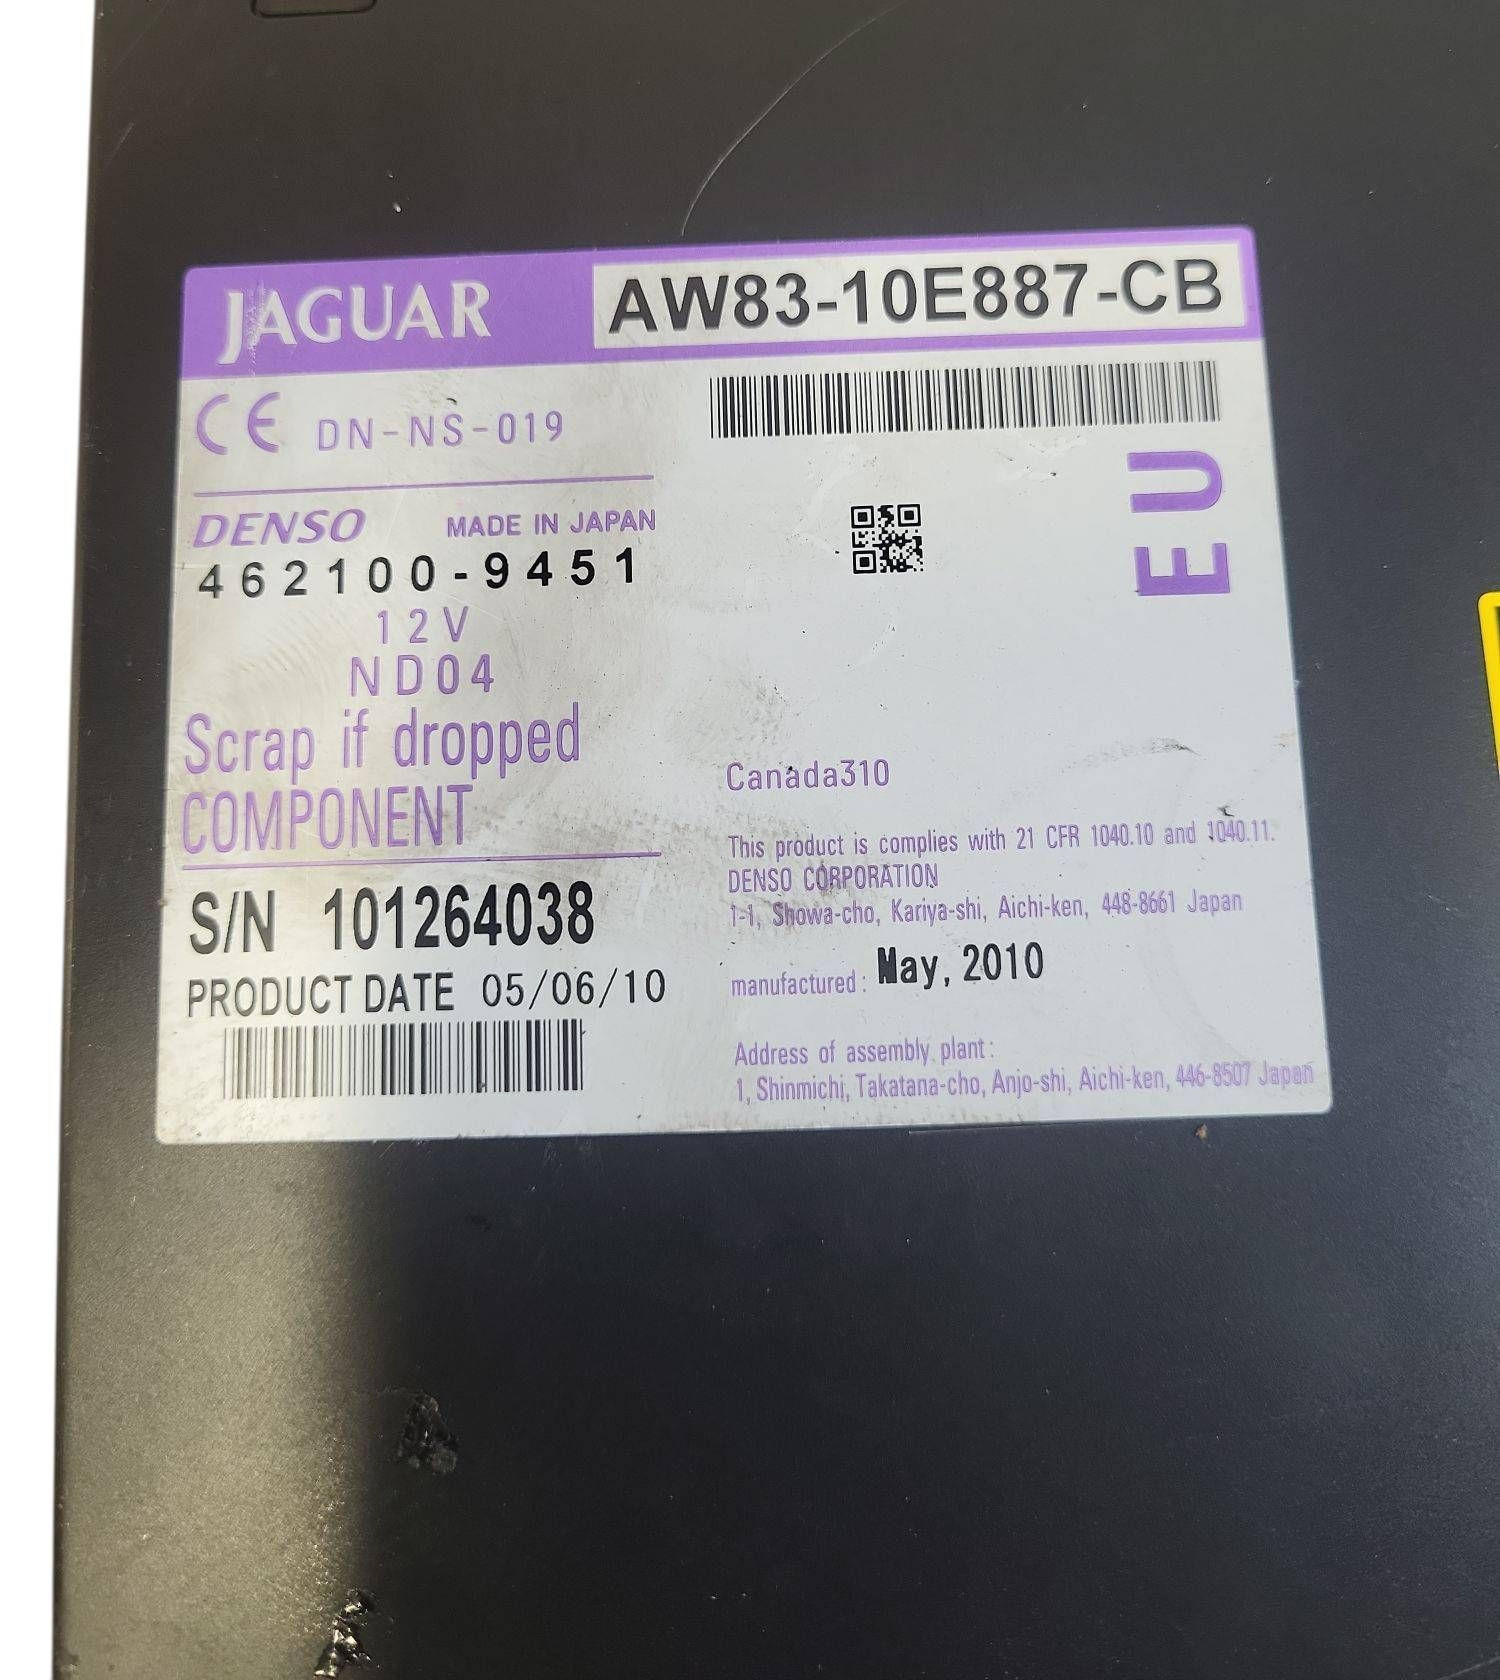 JAGUAR AW83-10E887-CB
CE DN-NS-019
EU
DENSO MADE IN JAPAN
462100-9451
12V
ND04
Scrap if dropped
COMPONENT
S/N 101264038
PRODUCT DATE 05/06/10
Canada310
This product is complies with 21 CFR 1040.10 and 1040.11.
DENSO CORPORATION
1-1, Showa-cho, Kariya-shi, Aichi-ken, 448-8661 Japan
manufactured: May, 2010
Address of assembly plant:
1, Shinmichi, Takatana-cho, Anjo-shi, Aichi-ken, 446-8507 Japan